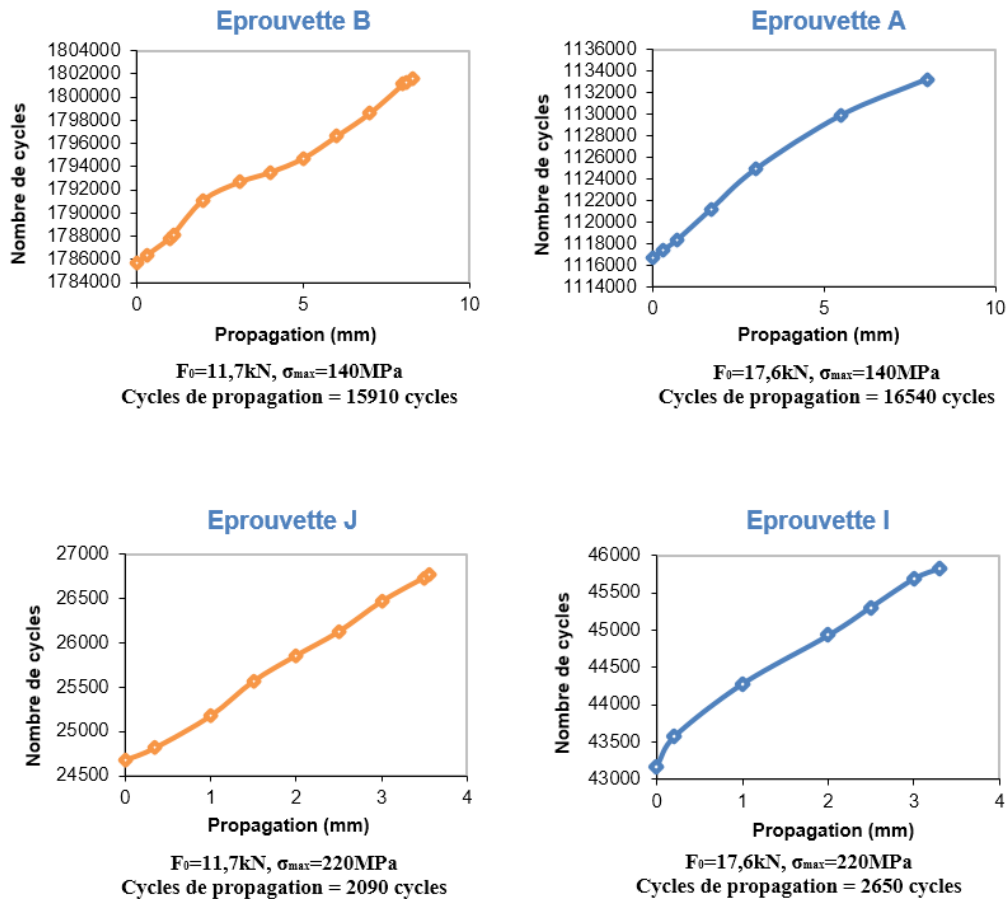 Eprouvette B
Nombre de cycles
1804000
1802000
1800000
1798000
1796000
1794000
1792000
1790000
1788000
1786000
1784000
0 5 10
Propagation (mm)
F₀=11,7kN, σmax=140MPa
Cycles de propagation = 15910 cycles
Eprouvette A
Nombre de cycles
1136000
1134000
1130000
1128000
1126000
1124000
1120000
1122000
1118000
1116000
1114000
0 5 10
Propagation (mm)
F₀=17,6kN, σmax=140MPa
Cycles de propagation = 16540 cycles
Eprouvette J
Nombre de cycles
27000
26500
26000
25500
25000
24500
0 1 2 3 4
Propagation (mm)
F₀=11,7kN, σmax=220MPa
Cycles de propagation = 2090 cycles
Eprouvette I
Nombre de cycles
46000
45500
45000
44500
44000
43500
43000
0 1 2 3 4
Propagation (mm)
F₀=17,6kN, σmax=220MPa
Cycles de propagation = 2650 cycles